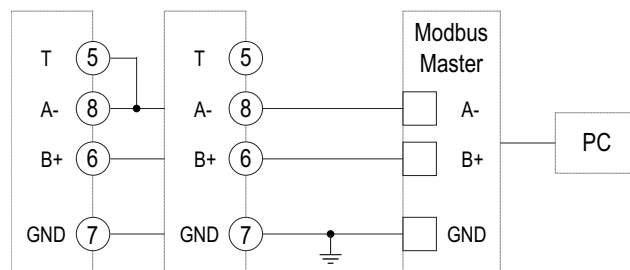 T 5 T 5 Modbus
Master
A- 8 A- 8 A-
B+ 6 B+ 6 B+ PC
GND 7 GND 7 GND